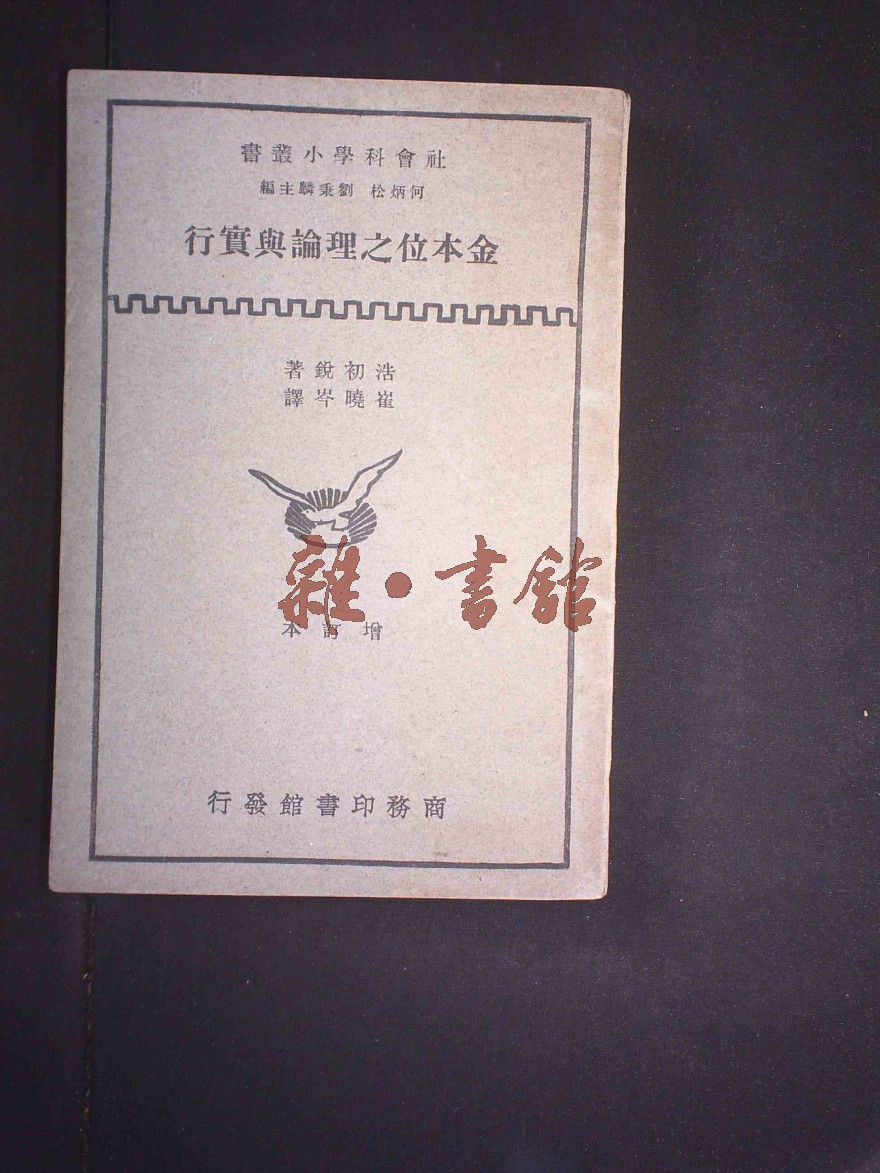 社會科學小叢書
何炳松 劉秉麟主編
金本位之理論與實行
浩初銳著
崔曉岑譯
雜·書館
增訂本
商務印書館發行